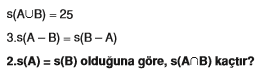 s(A∪B) = 25
3.s(A – B) = s(B – A)
2.s(A) = s(B) olduğuna göre, s(A∩B) kaçtır?